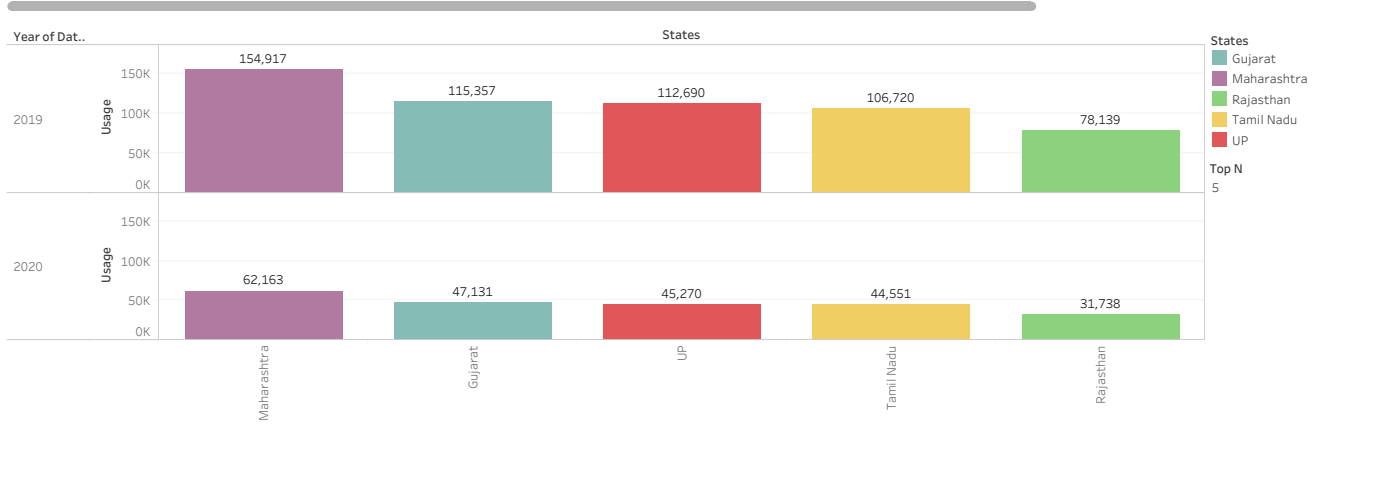 Year of Dat..
States
2019
Usage
150K
100K
50K
0K
154,917
115,357
112,690
106,720
78,139
2020
Usage
150K
100K
50K
0K
62,163
47,131
45,270
44,551
31,738
Maharashtra
Gujarat
UP
Tamil Nadu
Rajasthan
States
Gujarat
Maharashtra
Rajasthan
Tamil Nadu
UP
Top N
5